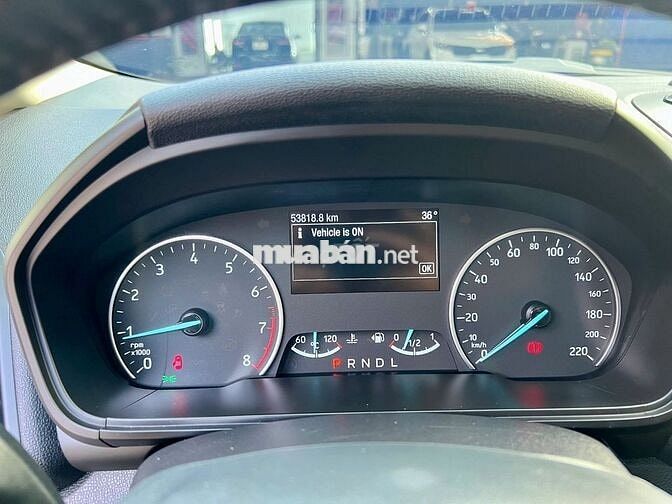 53818.8 km 36°
i Vehicle is ON
OK
muaban.net
0 1 2 3 4 5 6 7 8
rpm
x1000
60 °C 120
0 1/2 1
P R N D L
0 10 20 40 60 80 100 120 140 180 200 220
km/h